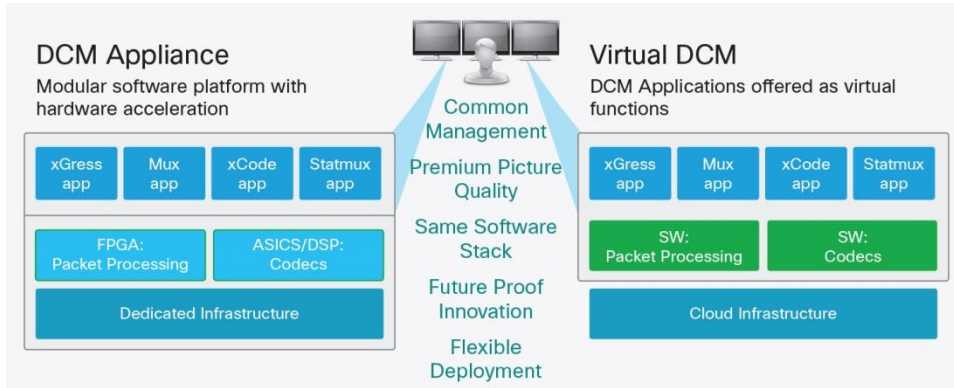 DCM Appliance
Modular software platform with
hardware acceleration
xGress
app
Mux
app
xCode
app
Statmux
app
FPGA:
Packet Processing
ASICS/DSP:
Codecs
Dedicated Infrastructure
Common
Management
Premium Picture
Quality
Same Software
Stack
Future Proof
Innovation
Flexible
Deployment
Virtual DCM
DCM Applications offered as virtual
functions
xGress
app
Mux
app
xCode
app
Statmux
app
SW:
Packet Processing
SW:
Codecs
Cloud Infrastructure